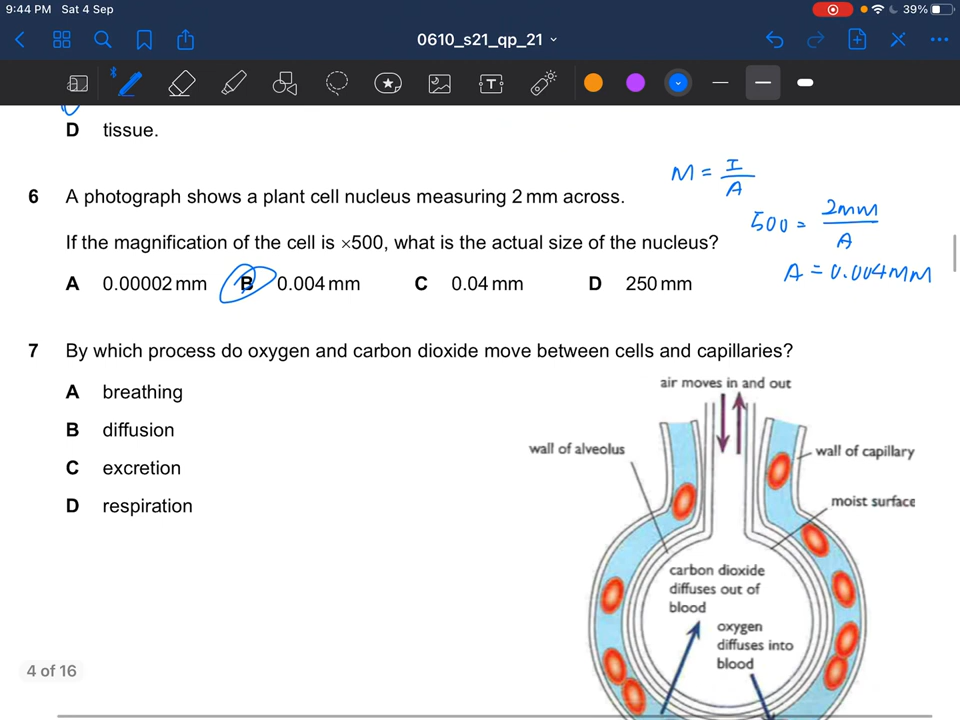 9:44 PM Sat 4 Sep
39%
0610_s21_qp_21
T
D tissue.
M = I/A
6 A photograph shows a plant cell nucleus measuring 2 mm across.
500 = 2mm/A
If the magnification of the cell is ×500, what is the actual size of the nucleus?
A = 0.004mm
A 0.00002 mm B 0.004 mm C 0.04 mm D 250 mm
7 By which process do oxygen and carbon dioxide move between cells and capillaries?
A breathing
B diffusion
C excretion
D respiration
air moves in and out
wall of alveolus
wall of capillary
moist surface
carbon dioxide
diffuses out of
blood
oxygen
diffuses into
blood
4 of 16